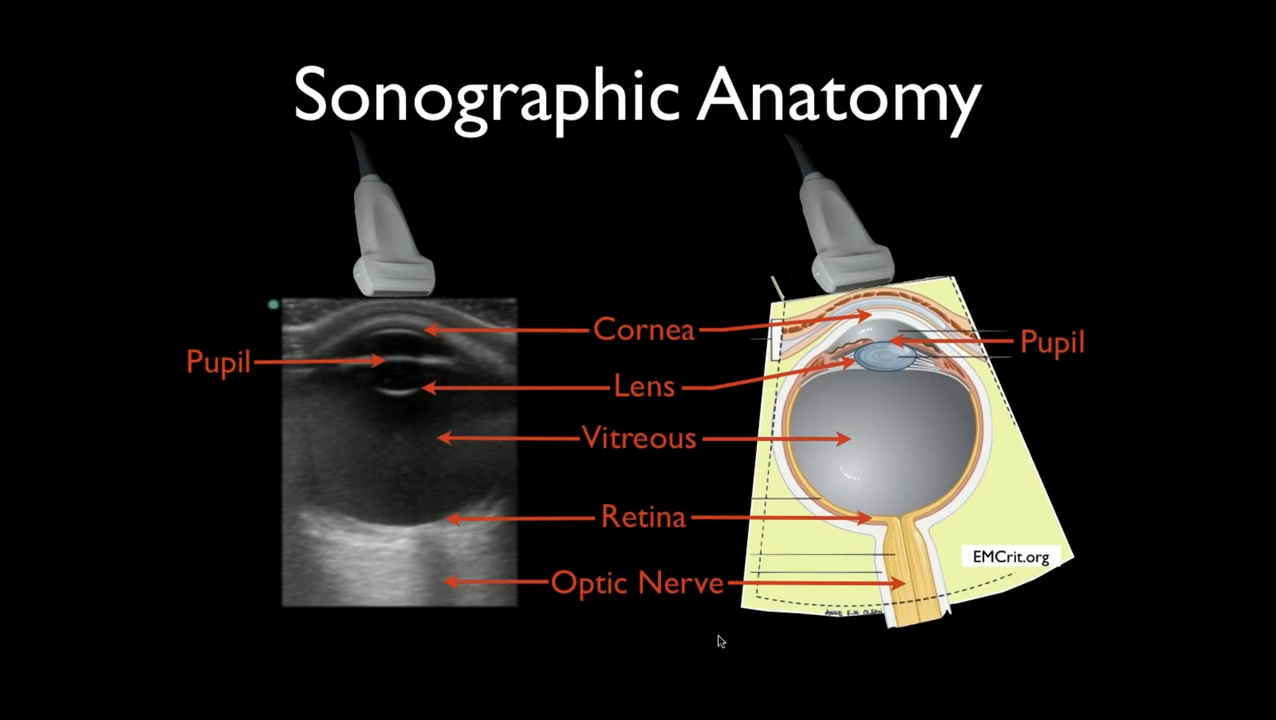 Sonographic Anatomy
Cornea
Pupil
Pupil
Lens
Vitreous
Retina
EMCrit.org
Optic Nerve